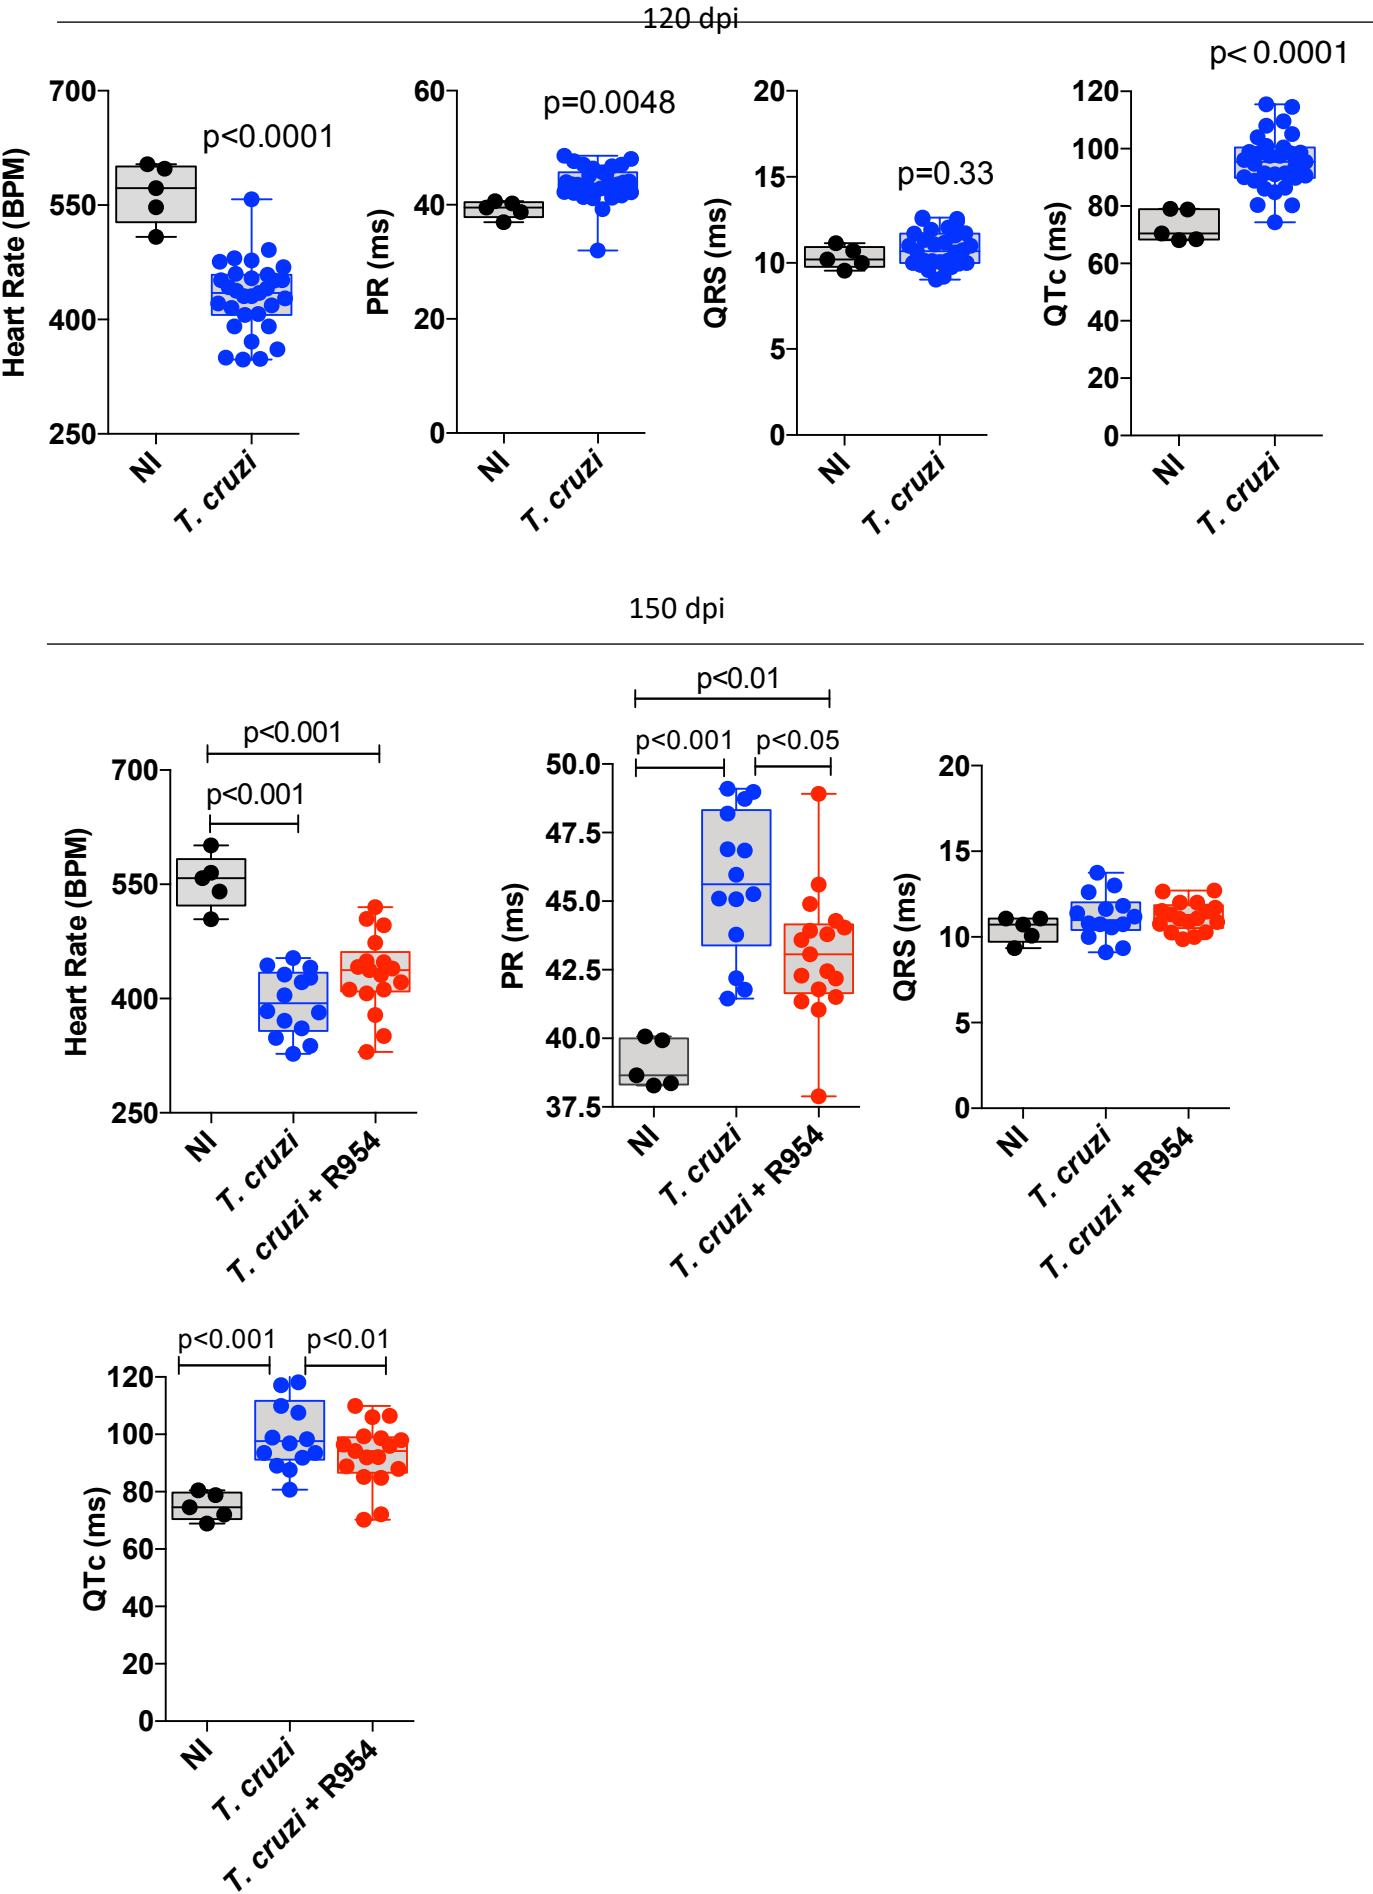 120 dpi
p<0.0001
Heart Rate (BPM)
700
550
400
250
NI
T. cruzi
p=0.0048
PR (ms)
60
40
20
0
NI
T. cruzi
p=0.33
QRS (ms)
20
15
10
5
0
NI
T. cruzi
p< 0.0001
QTc (ms)
120
100
80
60
40
20
0
NI
T. cruzi
150 dpi
p<0.001
p<0.001
Heart Rate (BPM)
700
550
400
250
NI
T. cruzi
T. cruzi + R954
p<0.01
p<0.001 p<0.05
PR (ms)
50.0
47.5
45.0
42.5
40.0
37.5
NI
T. cruzi
T. cruzi + R954
QRS (ms)
20
15
10
5
0
NI
T. cruzi
T. cruzi + R954
p<0.001 p<0.01
QTc (ms)
120
100
80
60
40
20
0
NI
T. cruzi
T. cruzi + R954